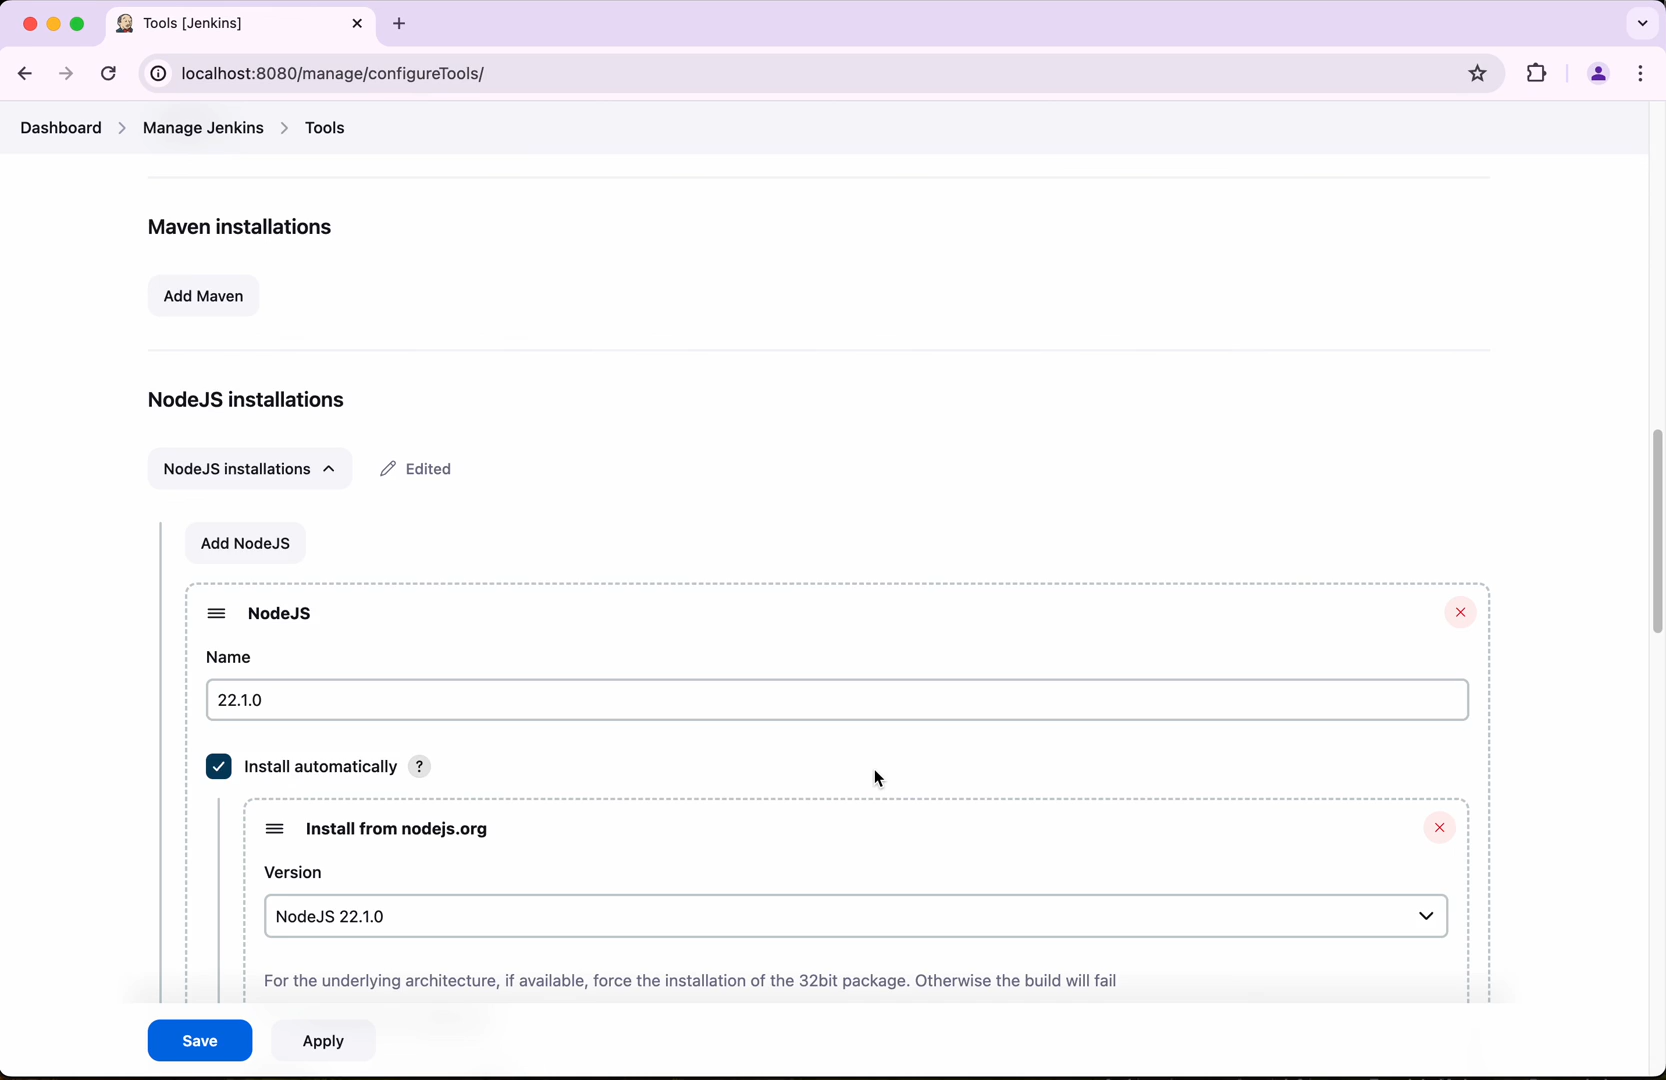 Tools [Jenkins]
localhost:8080/manage/configureTools/
Dashboard > Manage Jenkins > Tools
Maven installations
Add Maven
NodeJS installations
NodeJS installations
Edited
Add NodeJS
NodeJS
Name
22.1.0
Install automatically ?
Install from nodejs.org
Version
NodeJS 22.1.0
For the underlying architecture, if available, force the installation of the 32bit package. Otherwise the build will fail
Save
Apply